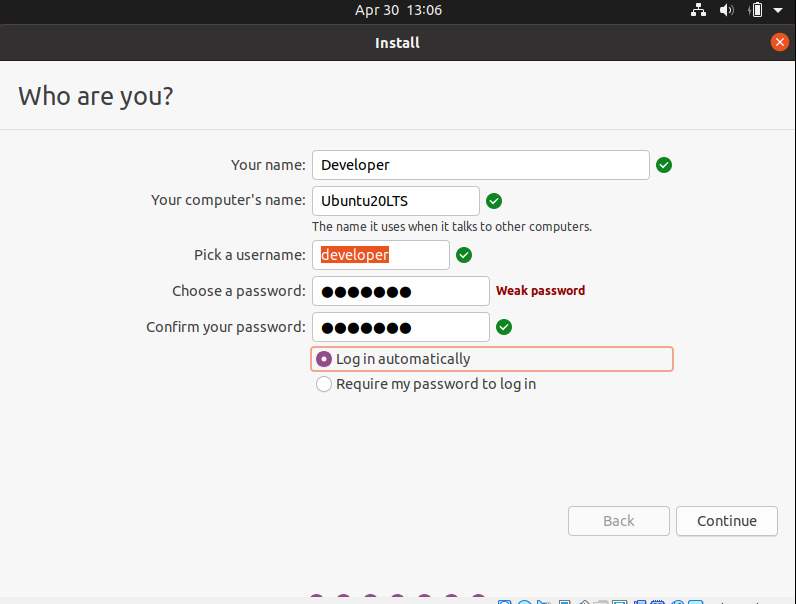 Apr 30 13:06
Install
Who are you?
Your name: Developer
Your computer's name: Ubuntu20LTS
The name it uses when it talks to other computers.
Pick a username: developer
Choose a password: ●●●●●●● Weak password
Confirm your password: ●●●●●●●
Log in automatically
Require my password to log in
Back Continue